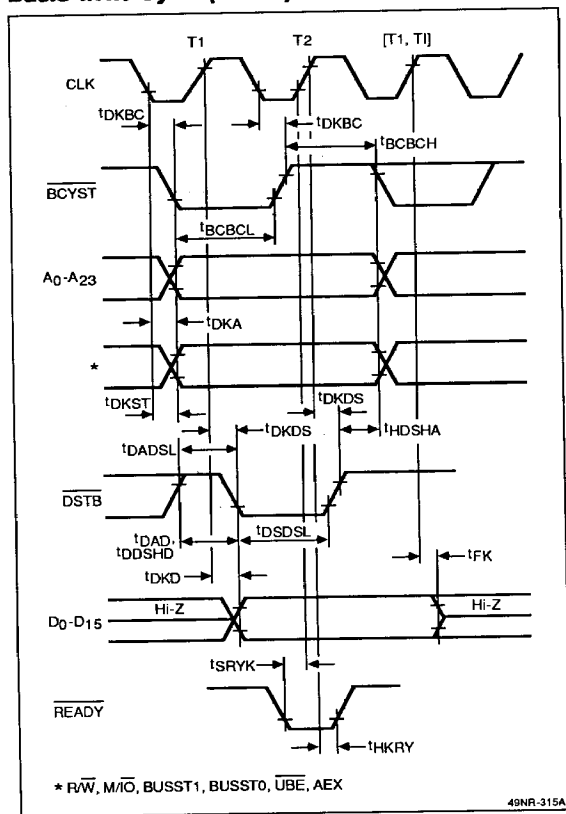 T1 T2 [T1, TI]
CLK
tDKBC tDKBC
tBCBCH
BCYST
tBCBCL
A0-A23
tDKA
*
tDKST tDKDS
tDKDS tHDSHA
tDADSL
DSTB
tDAD, tDSDSL
tDDSHD
tFK
tDKD
Hi-Z Hi-Z
D0-D15
tSRYK
READY
tHKRY
* R/W, M/IO, BUSST1, BUSST0, UBE, AEX
49NR-315A